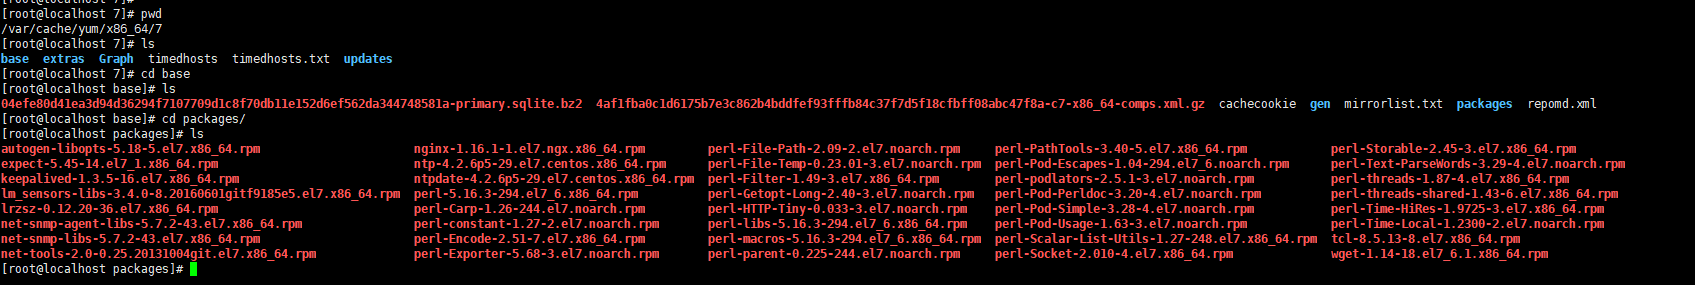 [root@localhost 7]#
[root@localhost 7]# pwd
/var/cache/yum/x86_64/7
[root@localhost 7]# ls
base  extras  Graph  timedhosts  timedhosts.txt  updates
[root@localhost 7]# cd base
[root@localhost base]# ls
04efe80d41ea3d94d36294f7107709d1c8f70db11e152d6ef562da344748581a-primary.sqlite.bz2  4af1fba0c1d6175b7e3c862b4bddfef93fffb84c37f7d5f18cfbff08abc47f8a-c7-x86_64-comps.xml.gz  cachecookie  gen  mirrorlist.txt  packages  repomd.xml
[root@localhost base]# cd packages/
[root@localhost packages]# ls
autogen-libopts-5.18-5.el7.x86_64.rpm  nginx-1.16.1-1.el7.ngx.x86_64.rpm  perl-File-Path-2.09-2.el7.noarch.rpm  perl-PathTools-3.40-5.el7.x86_64.rpm  perl-Storable-2.45-3.el7.x86_64.rpm
expect-5.45-14.el7_1.x86_64.rpm  ntp-4.2.6p5-29.el7.centos.x86_64.rpm  perl-File-Temp-0.23.01-3.el7.noarch.rpm  perl-Pod-Escapes-1.04-294.el7_6.noarch.rpm  perl-Text-ParseWords-3.29-4.el7.noarch.rpm
keepalived-1.3.5-16.el7.x86_64.rpm  ntpdate-4.2.6p5-29.el7.centos.x86_64.rpm  perl-Filter-1.49-3.el7.x86_64.rpm  perl-podlators-2.5.1-3.el7.noarch.rpm  perl-threads-1.87-4.el7.x86_64.rpm
lm_sensors-libs-3.4.0-8.20160601gitf9185e5.el7.x86_64.rpm  perl-5.16.3-294.el7_6.x86_64.rpm  perl-Getopt-Long-2.40-3.el7.noarch.rpm  perl-Pod-Perldoc-3.20-4.el7.noarch.rpm  perl-threads-shared-1.43-6.el7.x86_64.rpm
lrzsz-0.12.20-36.el7.x86_64.rpm  perl-Carp-1.26-244.el7.noarch.rpm  perl-HTTP-Tiny-0.033-3.el7.noarch.rpm  perl-Pod-Simple-3.28-4.el7.noarch.rpm  perl-Time-HiRes-1.9725-3.el7.x86_64.rpm
net-snmp-agent-libs-5.7.2-43.el7.x86_64.rpm  perl-constant-1.27-2.el7.noarch.rpm  perl-libs-5.16.3-294.el7_6.x86_64.rpm  perl-Pod-Usage-1.63-3.el7.noarch.rpm  perl-Time-Local-1.2300-2.el7.noarch.rpm
net-snmp-libs-5.7.2-43.el7.x86_64.rpm  perl-Encode-2.51-7.el7.x86_64.rpm  perl-macros-5.16.3-294.el7_6.x86_64.rpm  perl-Scalar-List-Utils-1.27-248.el7.x86_64.rpm  tcl-8.5.13-8.el7.x86_64.rpm
net-tools-2.0-0.25.20131004git.el7.x86_64.rpm  perl-Exporter-5.68-3.el7.noarch.rpm  perl-parent-0.225-244.el7.noarch.rpm  perl-Socket-2.010-4.el7.x86_64.rpm  wget-1.14-18.el7_6.1.x86_64.rpm
[root@localhost packages]#